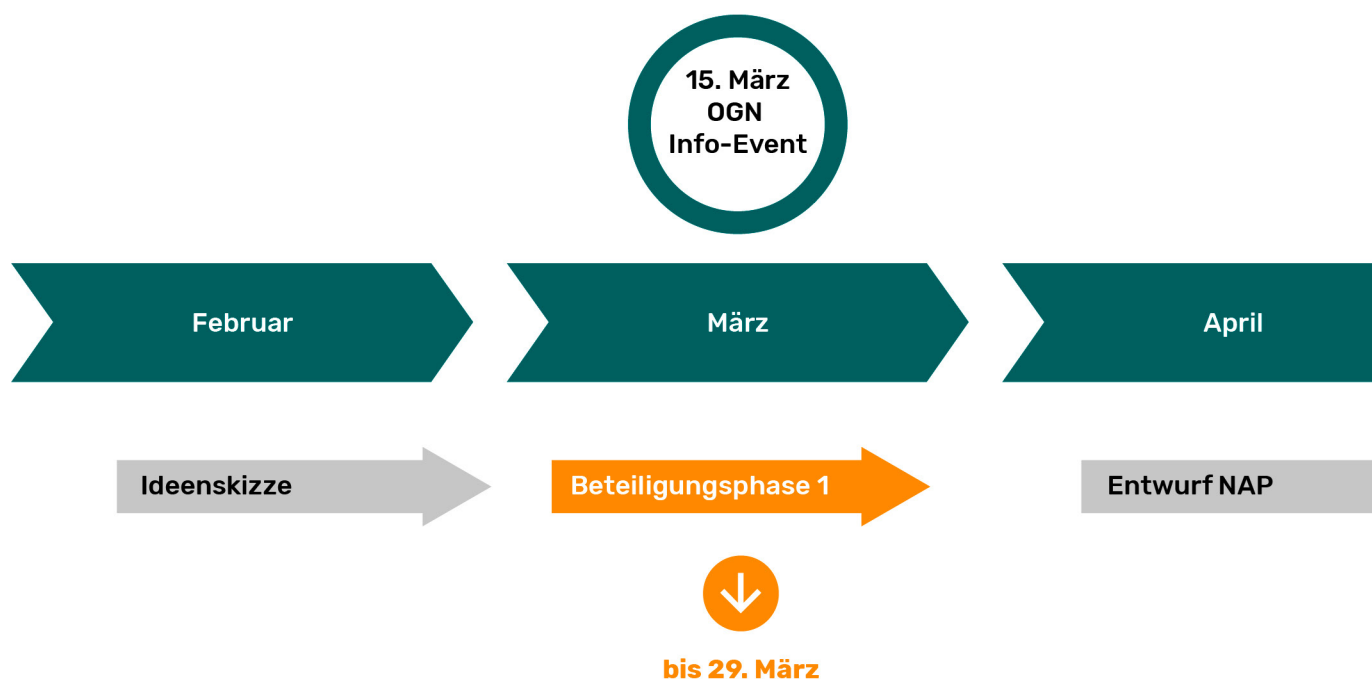 15. März
OGN
Info-Event
Februar
März
April
Ideenskizze
Beteiligungsphase 1
Entwurf NAP
bis 29. März